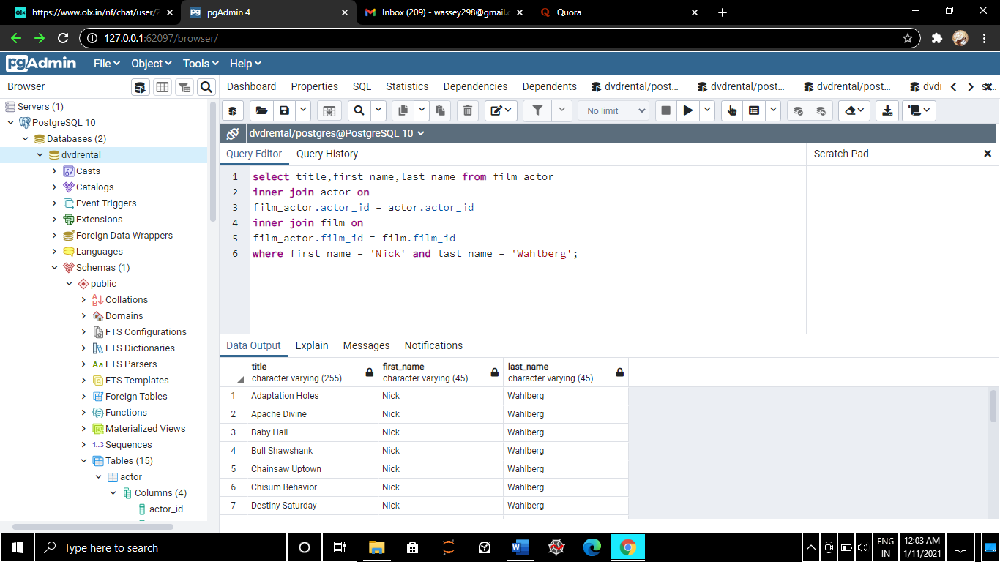 https://www.olx.in/nf/chat/user/2
pgAdmin 4
Inbox (209) - wassey298@gmail.c
Quora
127.0.0.1:62097/browser/
pgAdmin
File Object Tools Help
Browser
Dashboard Properties SQL Statistics Dependencies Dependents dvdrental/post... dvdrental/post... dvdrental/post...
Servers (1)
PostgreSQL 10
Databases (2)
dvdrental
Casts
Catalogs
Event Triggers
Extensions
Foreign Data Wrappers
Languages
Schemas (1)
public
Collations
Domains
FTS Configurations
FTS Dictionaries
Aa FTS Parsers
FTS Templates
Foreign Tables
Functions
Materialized Views
1..3 Sequences
Tables (15)
actor
Columns (4)
actor_id
No limit
dvdrental/postgres@PostgreSQL 10
Query Editor Query History
Scratch Pad
1 select title,first_name,last_name from film_actor
2 inner join actor on
3 film_actor.actor_id = actor.actor_id
4 inner join film on
5 film_actor.film_id = film.film_id
6 where first_name = 'Nick' and last_name = 'Wahlberg';
Data Output Explain Messages Notifications
title first_name last_name
character varying (255) character varying (45) character varying (45)
1 Adaptation Holes Nick Wahlberg
2 Apache Divine Nick Wahlberg
3 Baby Hall Nick Wahlberg
4 Bull Shawshank Nick Wahlberg
5 Chainsaw Uptown Nick Wahlberg
6 Chisum Behavior Nick Wahlberg
7 Destiny Saturday Nick Wahlberg
Type here to search
ENG
IN
12:03 AM
1/11/2021